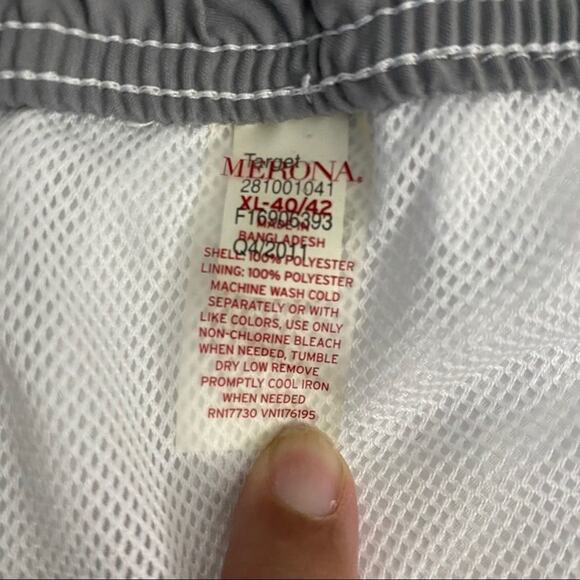 Target
MERONA®
281001041
XL-40/42
F16906393
MADE IN
BANGLADESH
Q4/2011
SHELL: 100% POLYESTER
LINING: 100% POLYESTER
MACHINE WASH COLD
SEPARATELY OR WITH
LIKE COLORS, USE ONLY
NON-CHLORINE BLEACH
WHEN NEEDED, TUMBLE
DRY LOW REMOVE
PROMPTLY COOL IRON
WHEN NEEDED
RN17730 VN1176195